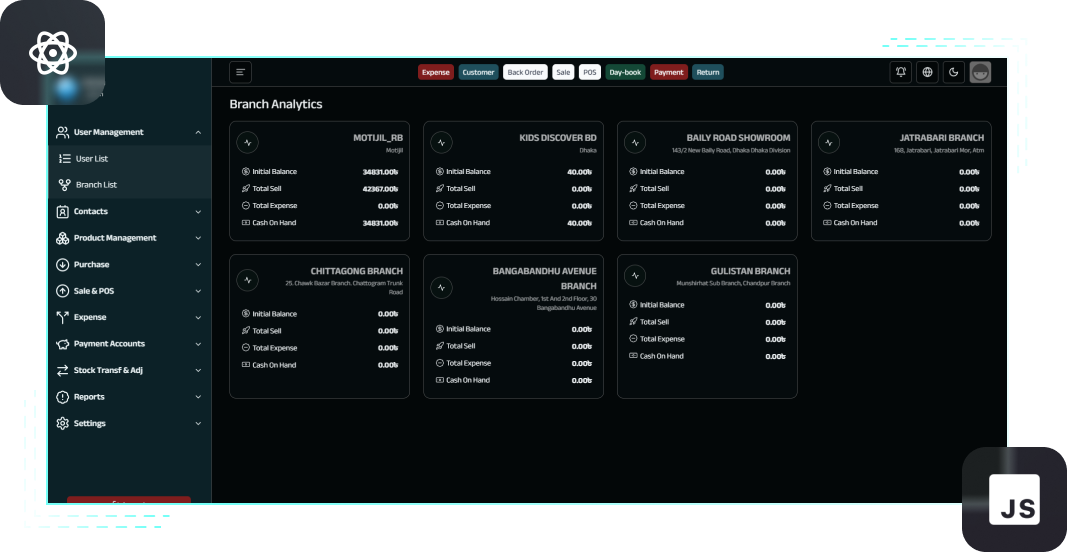 Expense Customer Back Order Sale POS Day-book Payment Return
User Management
User List
Branch List
Contacts
Product Management
Purchase
Sale & POS
Expense
Payment Accounts
Stock Transf & Adj
Reports
Settings
Branch Analytics
MOTIJIL_RB
Motijil
Initial Balance 34831.00৳
Total Sell 42367.00৳
Total Expense 0.00৳
Cash On Hand 34831.00৳
KIDS DISCOVER BD
Dhaka
Initial Balance 40.00৳
Total Sell 0.00৳
Total Expense 0.00৳
Cash On Hand 40.00৳
BAILY ROAD SHOWROOM
143/2 New Baily Road, Dhaka Dhaka Division
Initial Balance 0.00৳
Total Sell 0.00৳
Total Expense 0.00৳
Cash On Hand 0.00৳
JATRABARI BRANCH
168, Jatrabari, Jatrabari Mor, Atm
Initial Balance 0.00৳
Total Sell 0.00৳
Total Expense 0.00৳
Cash On Hand 0.00৳
CHITTAGONG BRANCH
25. Chawk Bazar Branch. Chattogram Trunk
Road
Initial Balance 0.00৳
Total Sell 0.00৳
Total Expense 0.00৳
Cash On Hand 0.00৳
BANGABANDHU AVENUE
BRANCH
Hossain Chamber, 1st And 2nd Floor, 30
Bangabandhu Avenue
Initial Balance 0.00৳
Total Sell 0.00৳
Total Expense 0.00৳
Cash On Hand 0.00৳
GULISTAN BRANCH
Munshirhat Sub Branch, Chandpur Branch
Initial Balance 0.00৳
Total Sell 0.00৳
Total Expense 0.00৳
Cash On Hand 0.00৳
JS